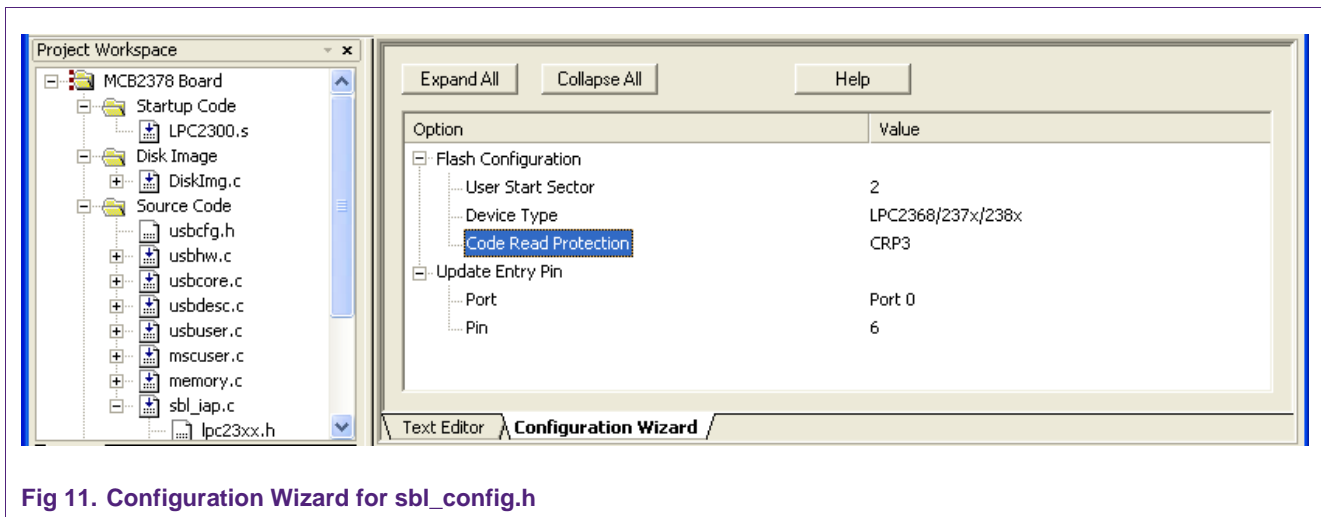 Project Workspace
MCB2378 Board
Startup Code
LPC2300.s
Disk Image
DiskImg.c
Source Code
usbcfg.h
usbhw.c
usbcore.c
usbdesc.c
usbuser.c
mscuser.c
memory.c
sbl_iap.c
lpc23xx.h
Expand All Collapse All Help
Option Value
Flash Configuration
User Start Sector 2
Device Type LPC2368/237x/238x
Code Read Protection CRP3
Update Entry Pin
Port Port 0
Pin 6
Text Editor Configuration Wizard
Fig 11. Configuration Wizard for sbl_config.h